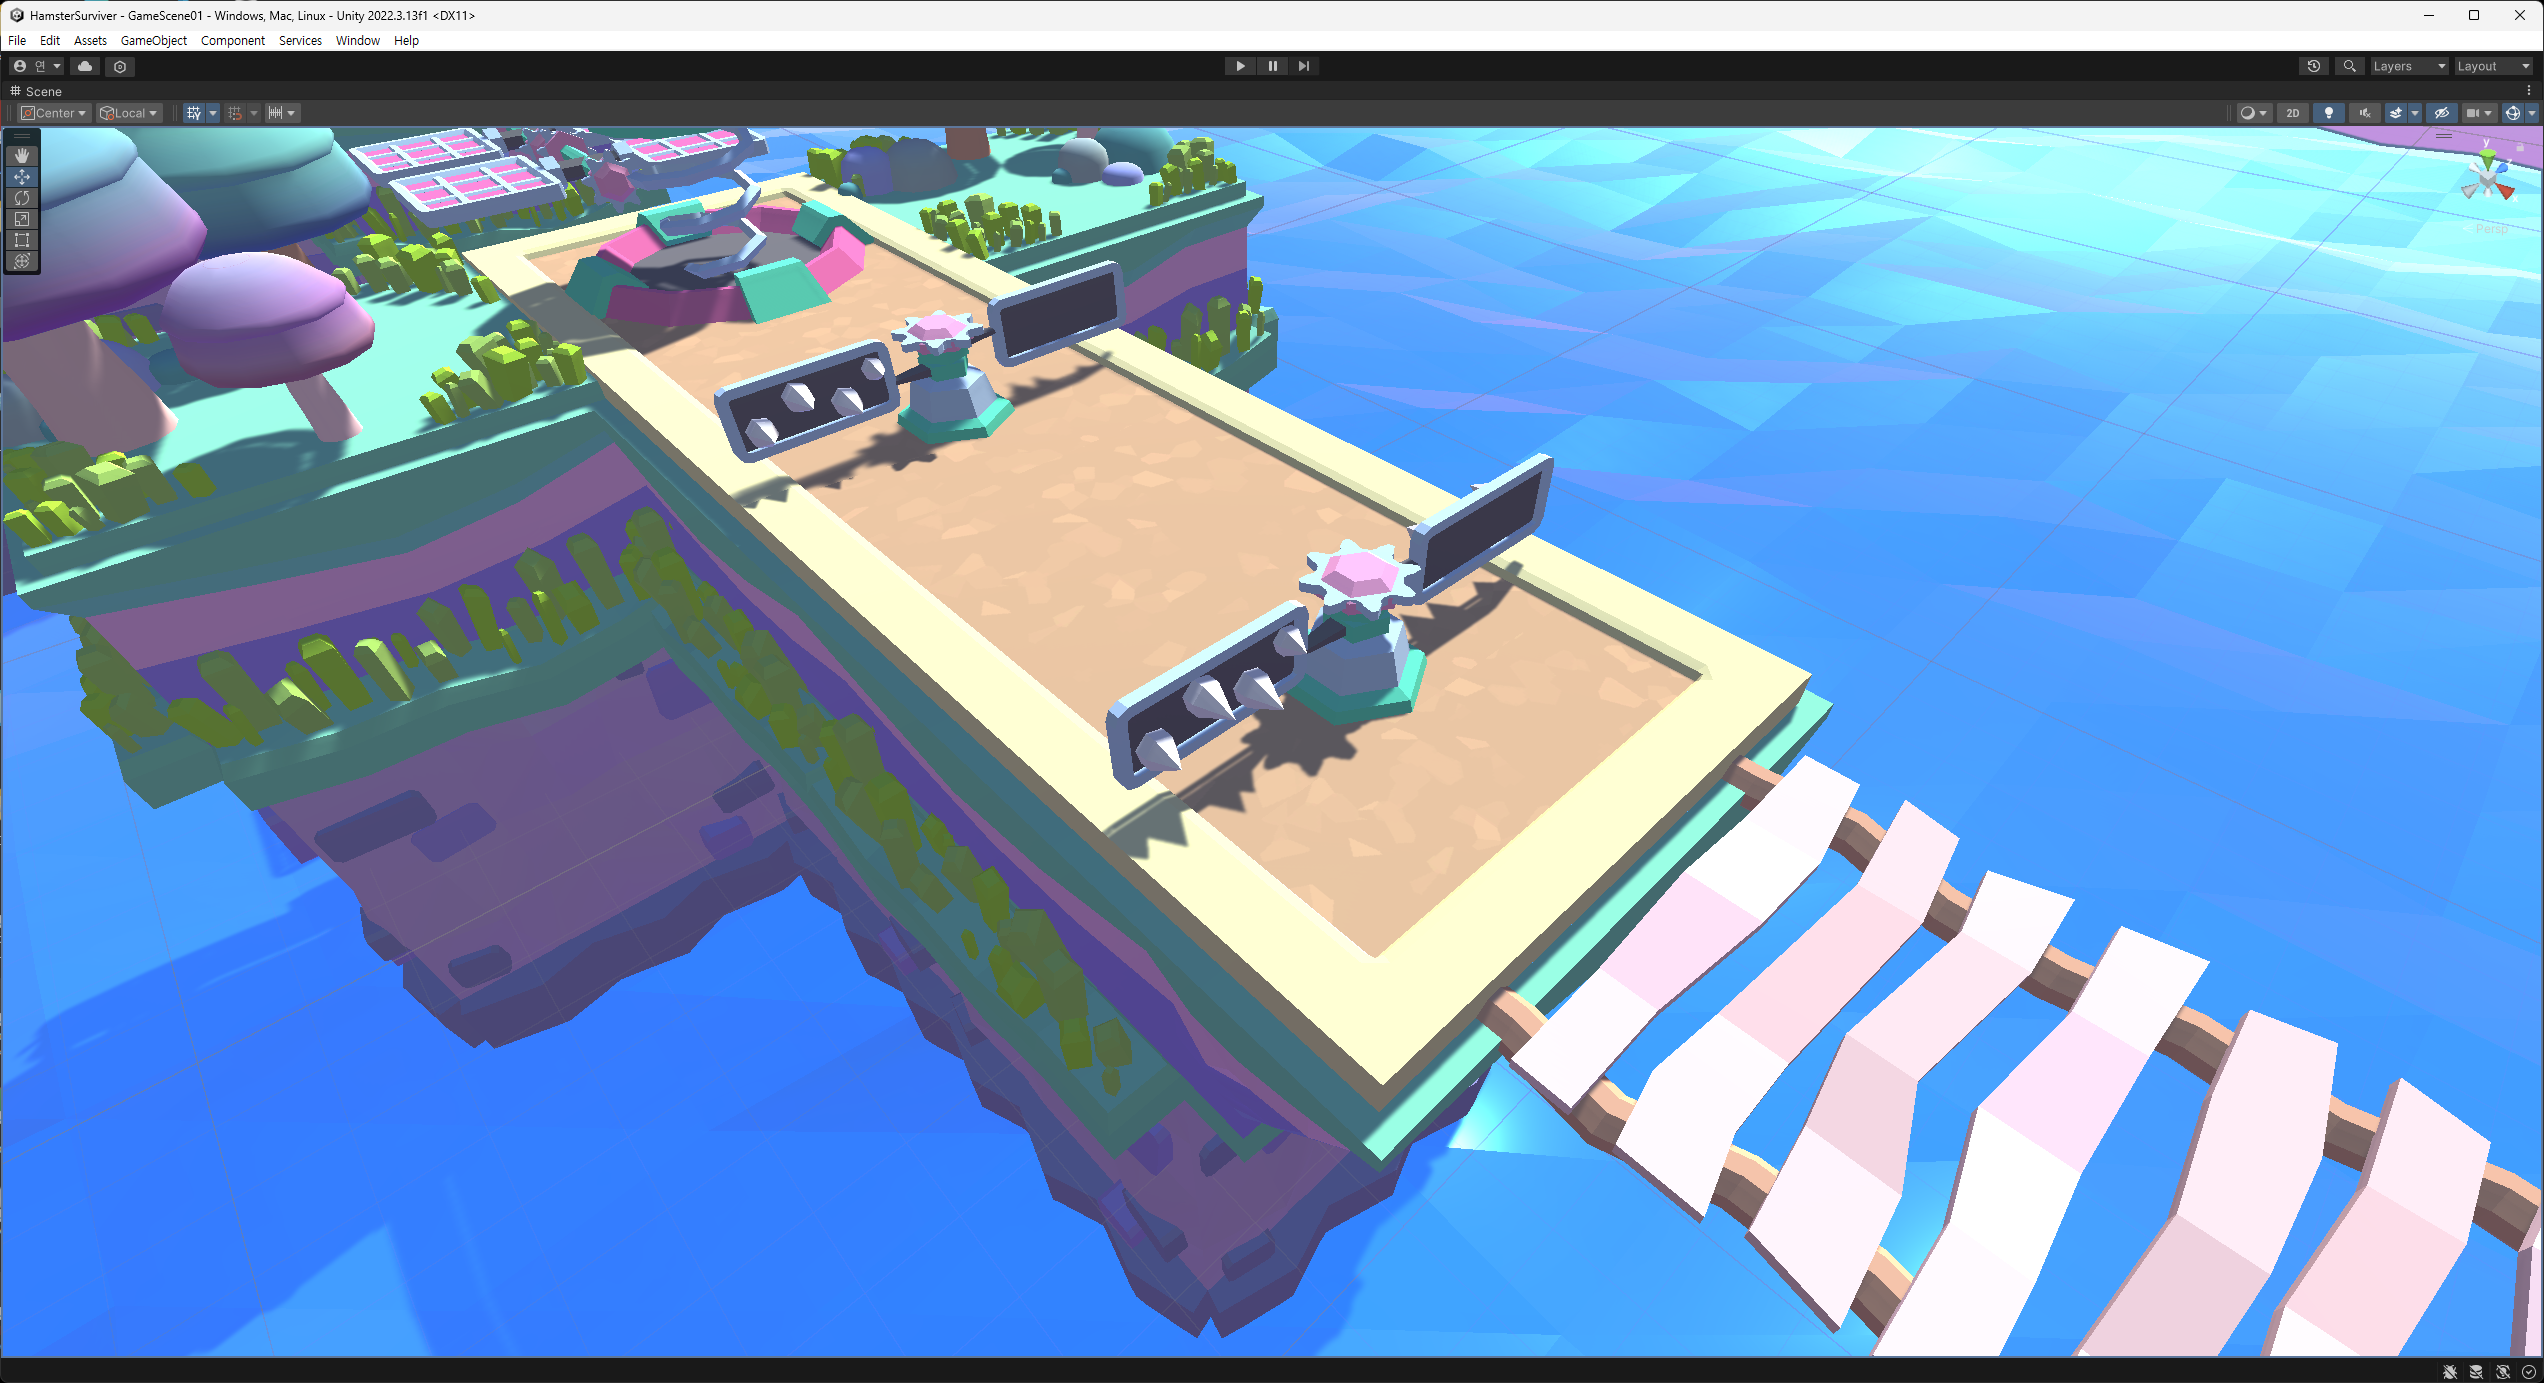 HamsterSurviver - GameScene01 - Windows, Mac, Linux - Unity 2022.3.13f1 <DX11>
File Edit Assets GameObject Component Services Window Help
연 Layers Layout
Scene
Center Local 2D
y
z
x
Persp